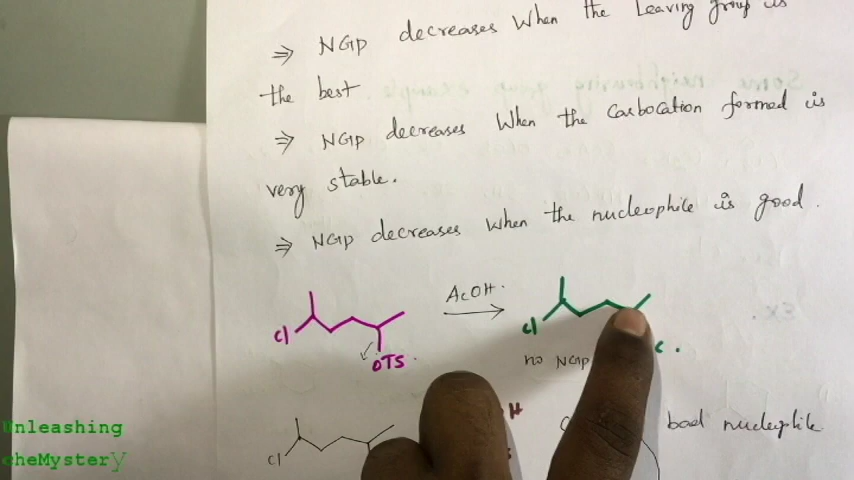 ⇒ NGP decreases When the Leaving group is
the best
⇒ NGP decreases When the Carbocation formed is
very stable.
⇒ NGP decreases when the nucleophile is good.
AcOH.
Cl
OTS.
Cl
no NGP
bad nucleophile
Cl
Unleashing
cheMystery